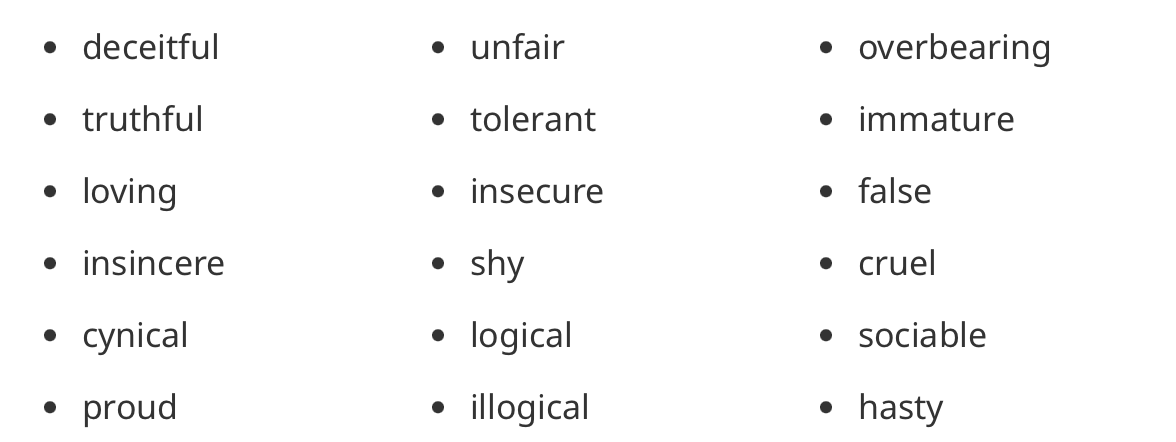 • deceitful
• truthful
• loving
• insincere
• cynical
• proud
• unfair
• tolerant
• insecure
• shy
• logical
• illogical
• overbearing
• immature
• false
• cruel
• sociable
• hasty